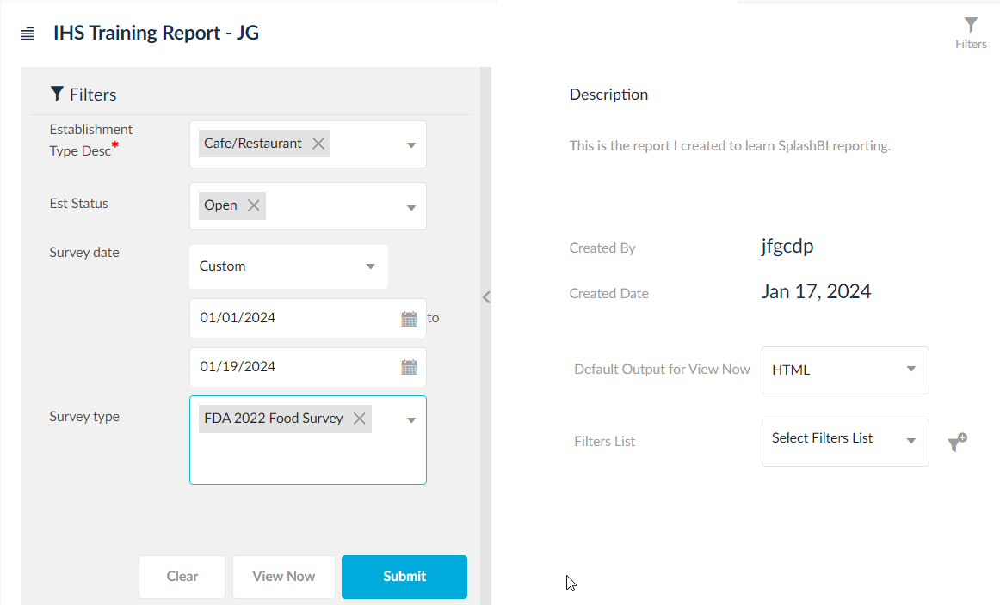 IHS Training Report - JG
Filters
Filters
Establishment
Type Desc*
Cafe/Restaurant
Est Status
Open
Survey date
Custom
01/01/2024
to
01/19/2024
Survey type
FDA 2022 Food Survey
Clear
View Now
Submit
Description
This is the report I created to learn SplashBI reporting.
Created By
jfgcdp
Created Date
Jan 17, 2024
Default Output for View Now
HTML
Filters List
Select Filters List